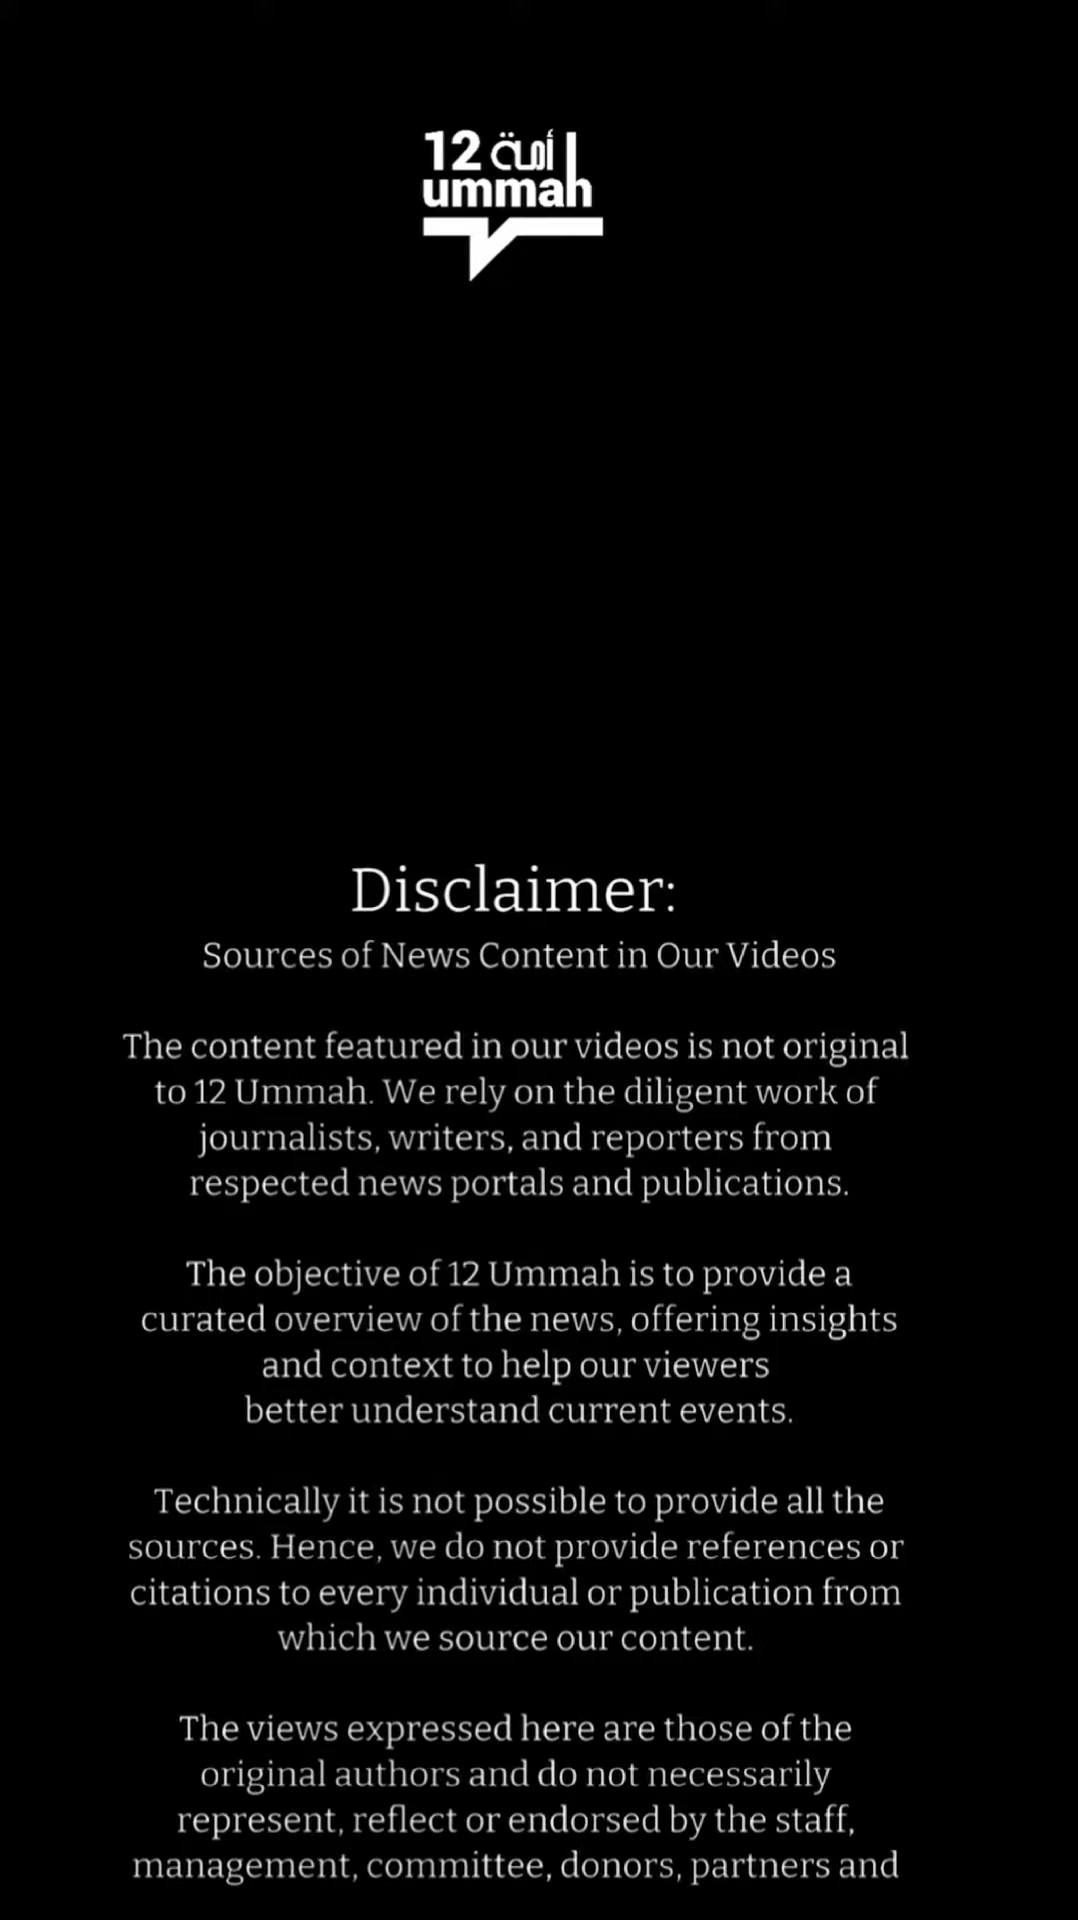 12 أمة
ummah
Disclaimer:
Sources of News Content in Our Videos
The content featured in our videos is not original
to 12 Ummah. We rely on the diligent work of
journalists, writers, and reporters from
respected news portals and publications.
The objective of 12 Ummah is to provide a
curated overview of the news, offering insights
and context to help our viewers
better understand current events.
Technically it is not possible to provide all the
sources. Hence, we do not provide references or
citations to every individual or publication from
which we source our content.
The views expressed here are those of the
original authors and do not necessarily
represent, reflect or endorsed by the staff,
management, committee, donors, partners and